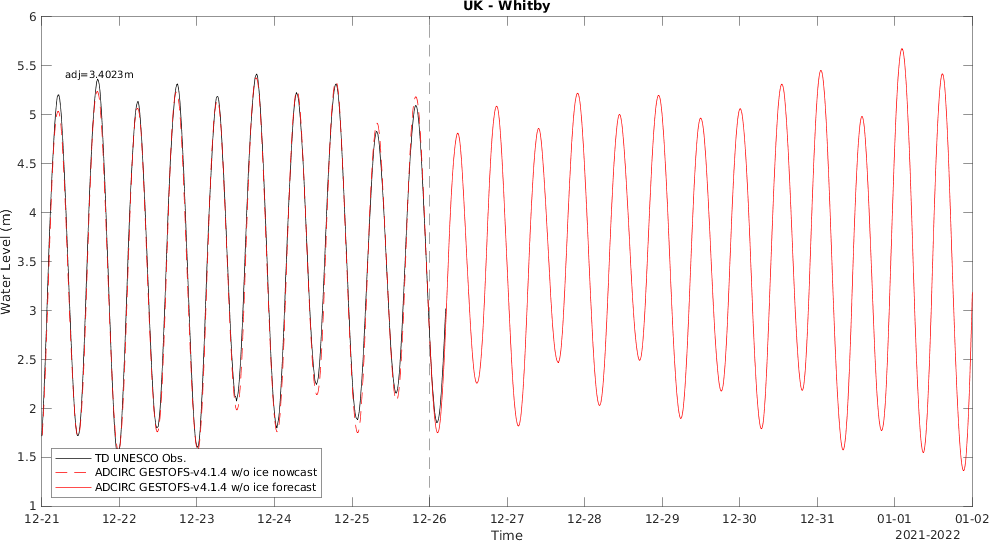 UK - Whitby
6
5.5
5
4.5
4
3.5
3
2.5
2
1.5
1
Water Level (m)
adj=3.4023m
TD UNESCO Obs.
ADCIRC GESTOFS-v4.1.4 w/o ice nowcast
ADCIRC GESTOFS-v4.1.4 w/o ice forecast
12-21 12-22 12-23 12-24 12-25 12-26 12-27 12-28 12-29 12-30 12-31 01-01 01-02
Time
2021-2022